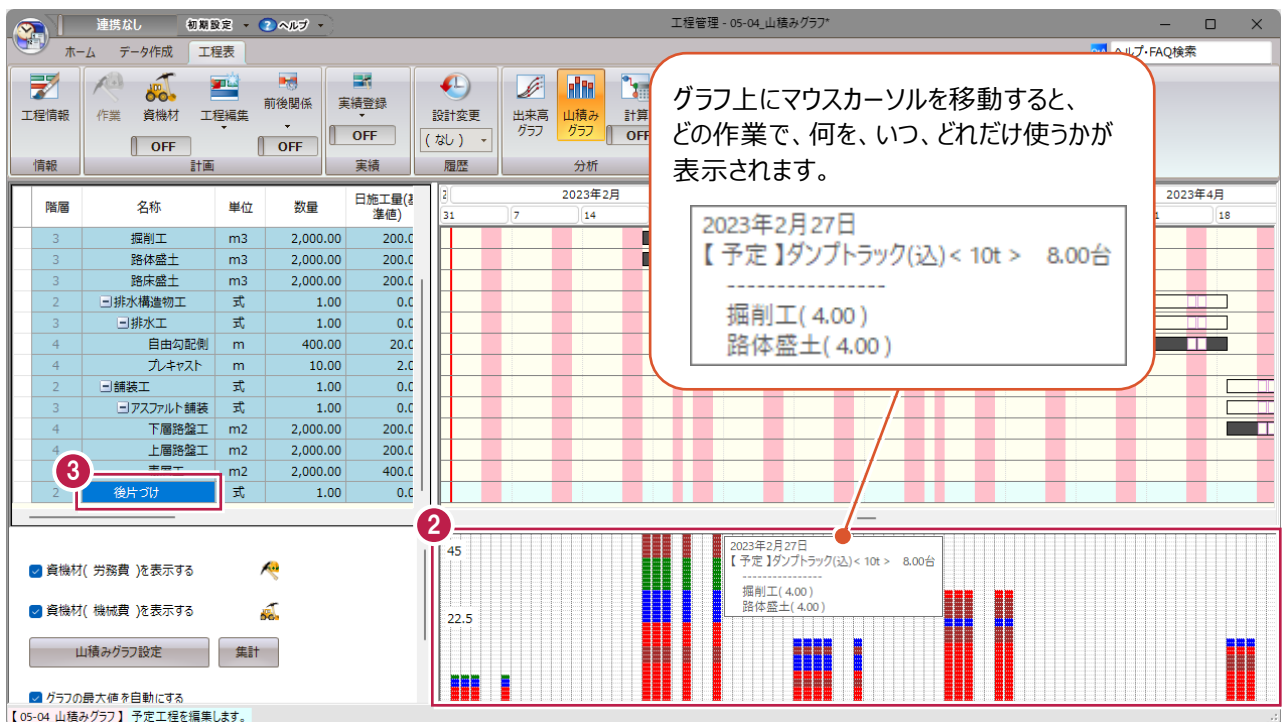 連携なし 初期設定 ? ヘルプ 工程管理 - 05-04_山積みグラフ*
ホーム データ作成 工程表 ヘルプ・FAQ検索
工程情報 作業 資機材 工程編集 前後関係 実績登録 設計変更 出来高グラフ 山積みグラフ 計算
OFF OFF OFF (なし) OFF
情報 計画 実績 履歴 分析
グラフ上にマウスカーソルを移動すると、
どの作業で、何を、いつ、どれだけ使うかが
表示されます。
2023年2月27日
【 予定 】ダンプトラック(込)< 10t > 8.00台
----------------
掘削工( 4.00 )
路体盛土( 4.00 )
階層 名称 単位 数量 日施工量(基準値)
2023年2月 2023年4月
31 7 14 18
3 掘削工 m3 2,000.00 200.0
3 路体盛土 m3 2,000.00 200.0
3 路床盛土 m3 2,000.00 200.0
2 排水構造物工 式 1.00 0.0
3 排水工 式 1.00 0.0
4 自由勾配側 m 400.00 20.0
4 プレキャスト m 10.00 2.0
2 舗装工 式 1.00 0.0
3 アスファルト舗装 式 1.00 0.0
4 下層路盤工 m2 2,000.00 200.0
4 上層路盤工 m2 2,000.00 200.0
m2 2,000.00 400.0
3
2 後片づけ 式 1.00 0.0
2
45
22.5
2023年2月27日
【 予定 】ダンプトラック(込)< 10t > 8.00台
----------------
掘削工( 4.00 )
路体盛土( 4.00 )
資機材( 労務費 )を表示する
資機材( 機械費 )を表示する
山積みグラフ設定 集計
グラフの最大値を自動にする
【 05-04 山積みグラフ 】 予定工程を編集します。